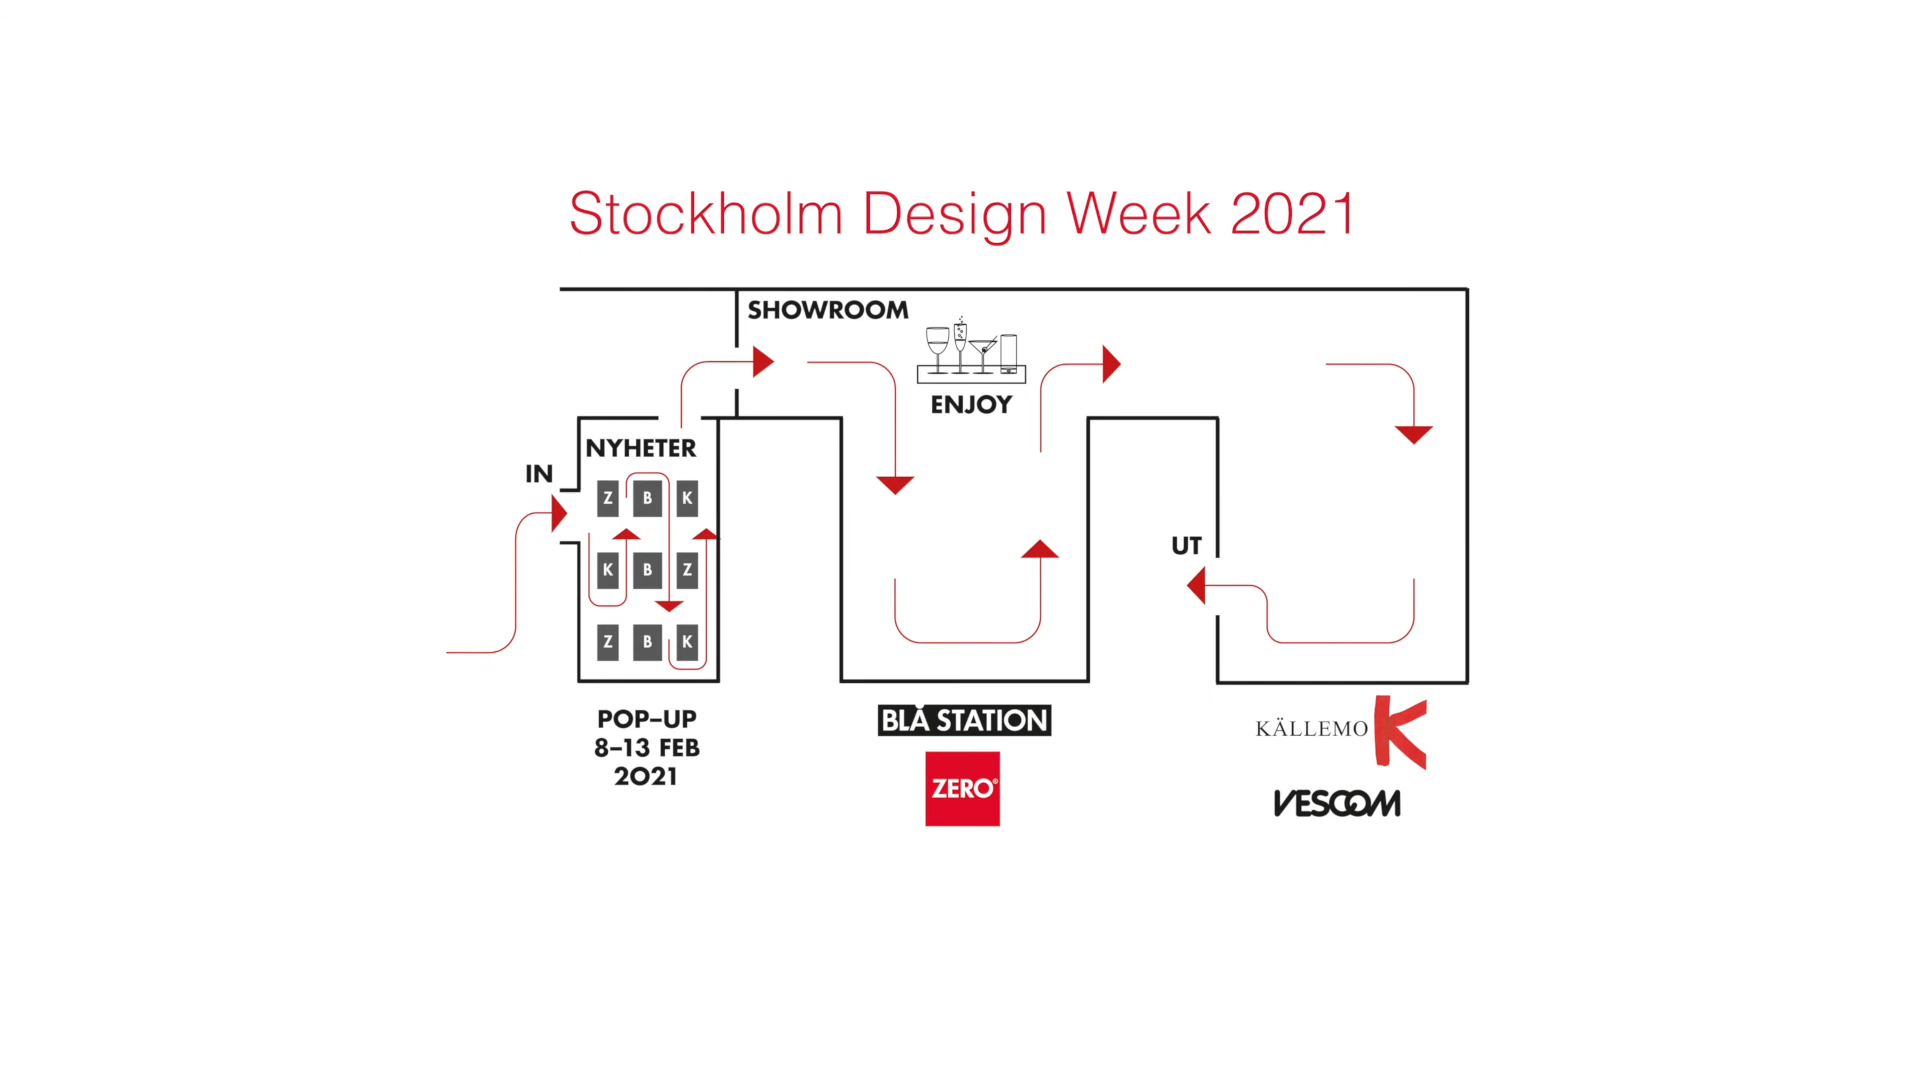 Stockholm Design Week 2021
SHOWROOM
ENJOY
NYHETER
IN
Z B K
K B Z
Z B K
UT
POP–UP
8–13 FEB
2021
BLÅ STATION
ZERO®
KÄLLEMO K
VESCOM